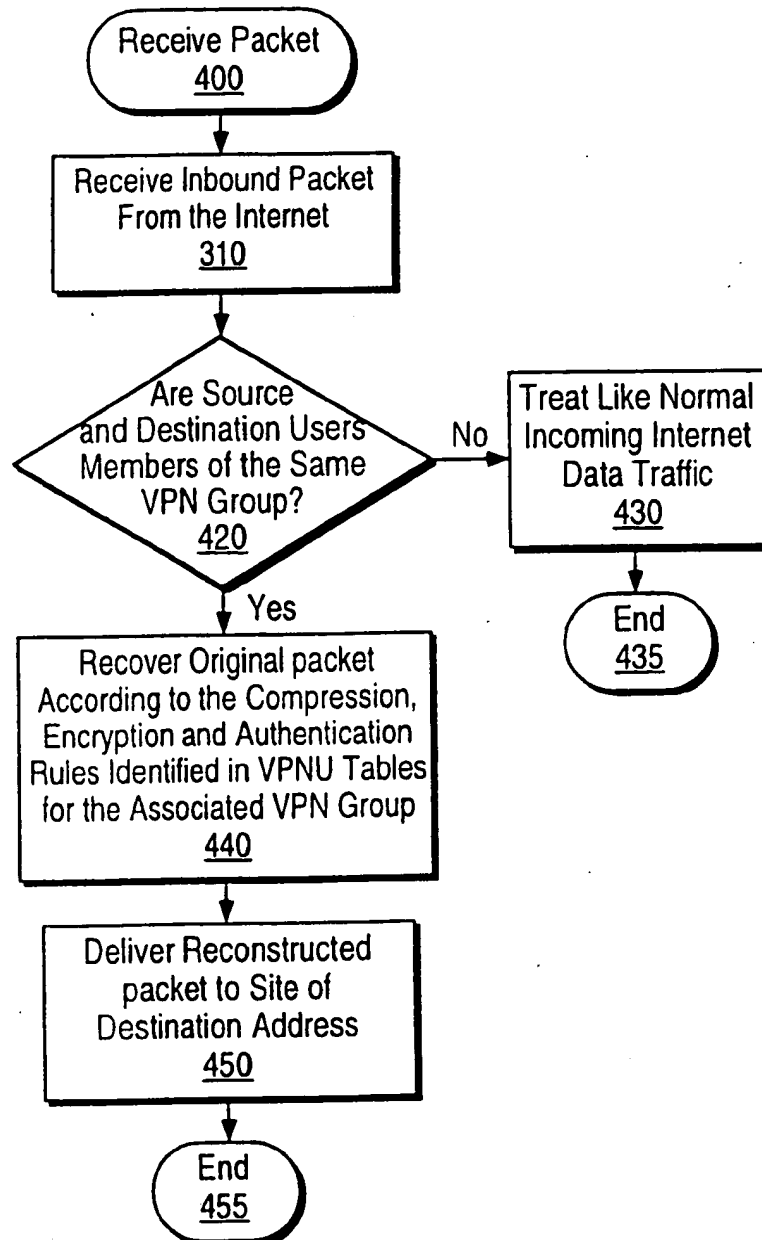 Receive Packet
400
Receive Inbound Packet
From the Internet
310
Are Source
and Destination Users
Members of the Same
VPN Group?
420
No
Treat Like Normal
Incoming Internet
Data Traffic
430
End
435
Yes
Recover Original packet
According to the Compression,
Encryption and Authentication
Rules Identified in VPNU Tables
for the Associated VPN Group
440
Deliver Reconstructed
packet to Site of
Destination Address
450
End
455